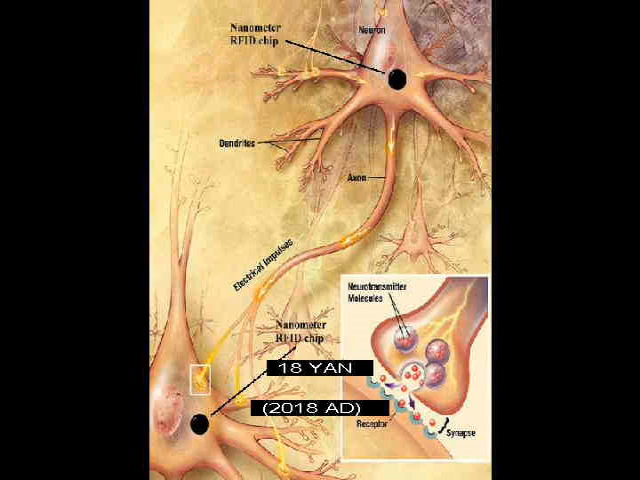 Nanometer
RFID chip
Neuron
Dendrites
Axon
Electrical Impulses
Neurotransmitter
Molecules
Nanometer
RFID chip
18 YAN
(2018 AD)
Receptor
Synapse